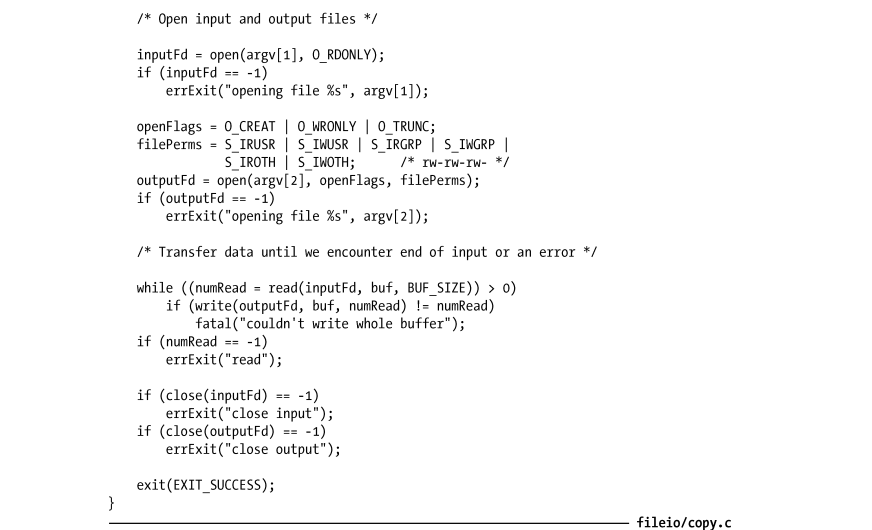 /* Open input and output files */
inputFd = open(argv[1], O_RDONLY);
if (inputFd == -1)
errExit("opening file %s", argv[1]);
openFlags = O_CREAT | O_WRONLY | O_TRUNC;
filePerms = S_IRUSR | S_IWUSR | S_IRGRP | S_IWGRP |
S_IROTH | S_IWOTH; /* rw-rw-rw- */
outputFd = open(argv[2], openFlags, filePerms);
if (outputFd == -1)
errExit("opening file %s", argv[2]);
/* Transfer data until we encounter end of input or an error */
while ((numRead = read(inputFd, buf, BUF_SIZE)) > 0)
if (write(outputFd, buf, numRead) != numRead)
fatal("couldn't write whole buffer");
if (numRead == -1)
errExit("read");
if (close(inputFd) == -1)
errExit("close input");
if (close(outputFd) == -1)
errExit("close output");
exit(EXIT_SUCCESS);
}
fileio/copy.c